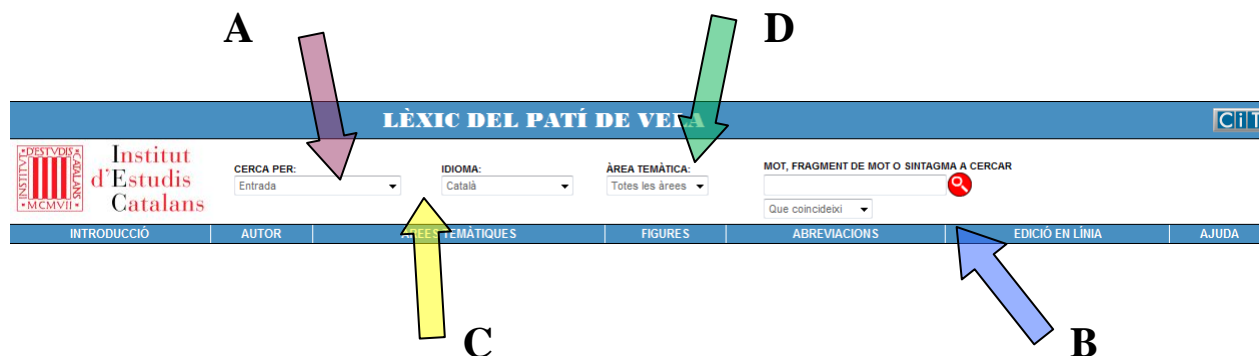 A
D
LÈXIC DEL PATÍ DE VELA
CiT
INSTITVT D'ESTVDIS CATALANS MCMVII
Institut
d'Estudis
Catalans
CERCA PER:
Entrada
IDIOMA:
Català
ÀREA TEMÀTICA:
Totes les àrees
MOT, FRAGMENT DE MOT O SINTAGMA A CERCAR
Que coincideixi
INTRODUCCIÓ AUTOR ÀREES TEMÀTIQUES FIGURES ABREVIACIONS EDICIÓ EN LÍNIA AJUDA
C
B